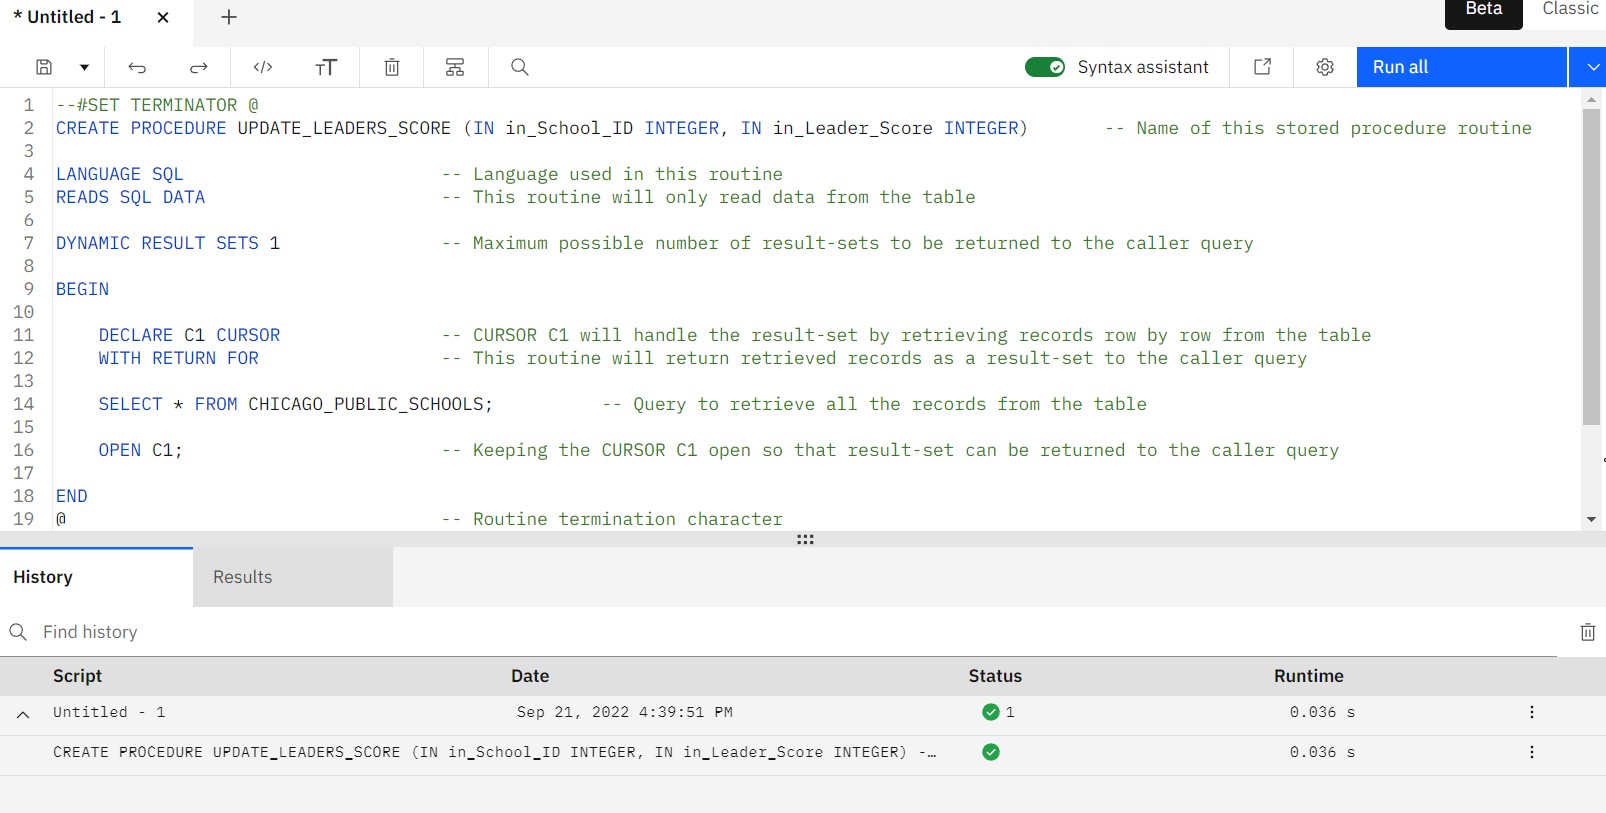 * Untitled - 1
Beta
Classic
Syntax assistant
Run all
1 --#SET TERMINATOR @
2 CREATE PROCEDURE UPDATE_LEADERS_SCORE (IN in_School_ID INTEGER, IN in_Leader_Score INTEGER) -- Name of this stored procedure routine
3
4 LANGUAGE SQL -- Language used in this routine
5 READS SQL DATA -- This routine will only read data from the table
6
7 DYNAMIC RESULT SETS 1 -- Maximum possible number of result-sets to be returned to the caller query
8
9 BEGIN
10
11 DECLARE C1 CURSOR -- CURSOR C1 will handle the result-set by retrieving records row by row from the table
12 WITH RETURN FOR -- This routine will return retrieved records as a result-set to the caller query
13
14 SELECT * FROM CHICAGO_PUBLIC_SCHOOLS; -- Query to retrieve all the records from the table
15
16 OPEN C1; -- Keeping the CURSOR C1 open so that result-set can be returned to the caller query
17
18 END
19 @ -- Routine termination character
History
Results
Find history
Script Date Status Runtime
Untitled - 1 Sep 21, 2022 4:39:51 PM 1 0.036 s
CREATE PROCEDURE UPDATE_LEADERS_SCORE (IN in_School_ID INTEGER, IN in_Leader_Score INTEGER) -… 0.036 s